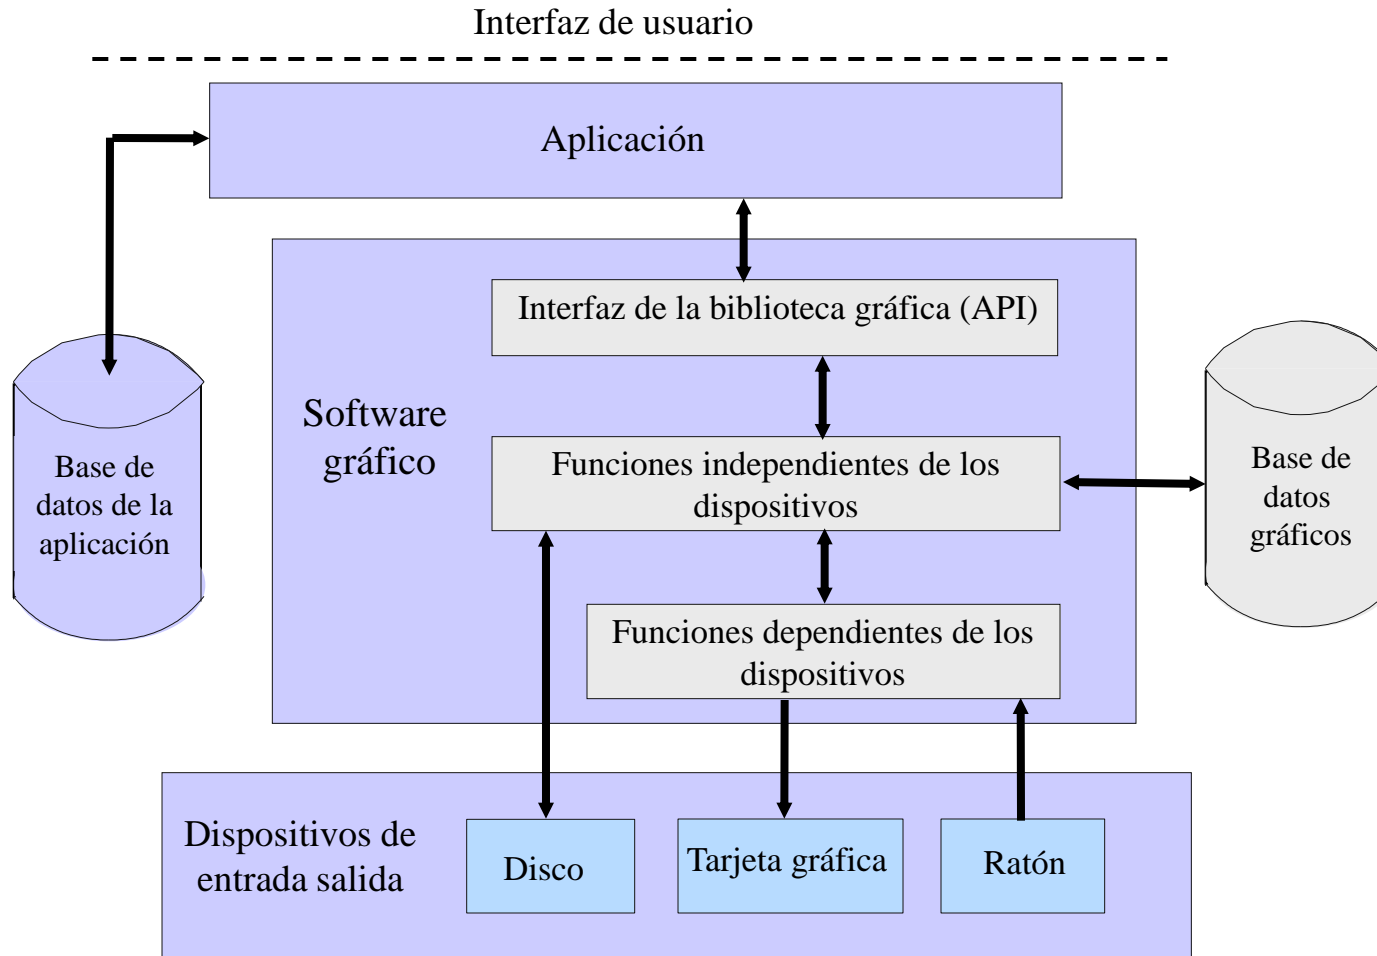 Interfaz de usuario
Aplicación
Interfaz de la biblioteca gráfica (API)
Software
gráfico
Funciones independientes de los
dispositivos
Base de
datos de la
aplicación
Base de
datos
gráficos
Funciones dependientes de los
dispositivos
Dispositivos de
entrada salida
Disco
Tarjeta gráfica
Ratón